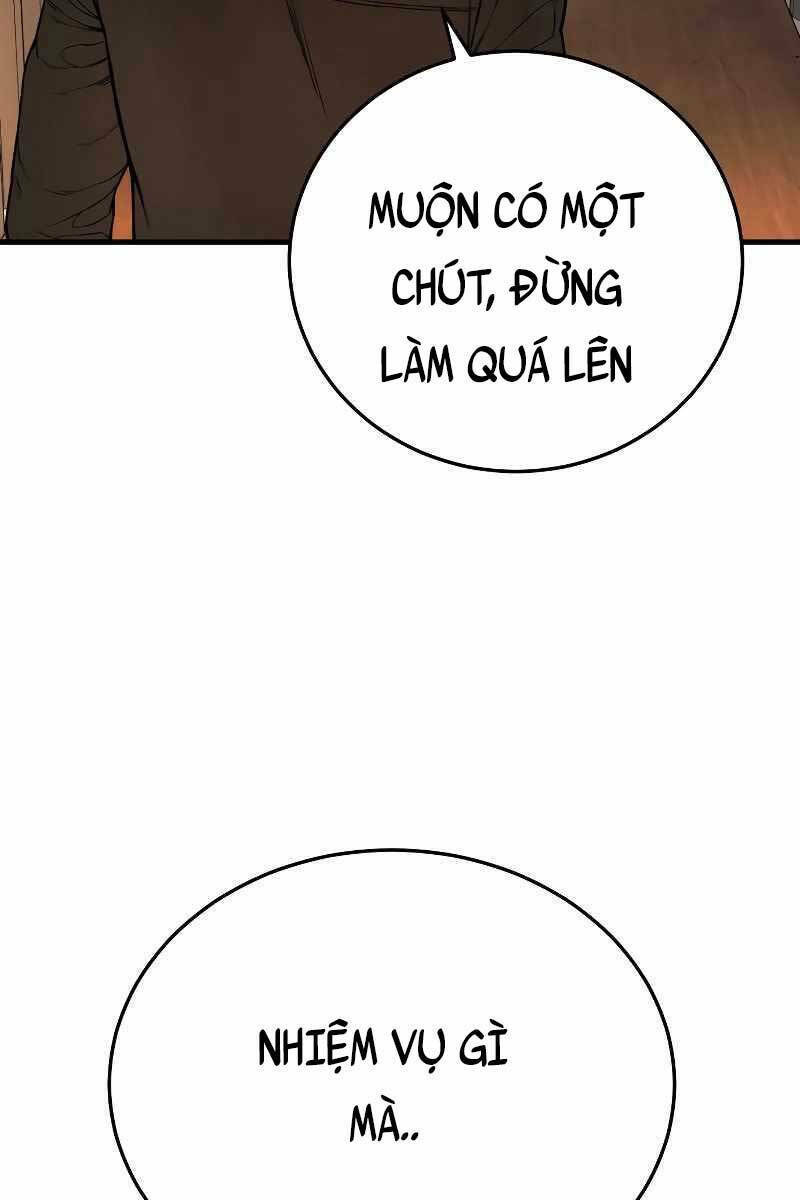 MUỘN CÓ MỘT
CHÚT, ĐỪNG
LÀM QUÁ LÊN
NHIỆM VỤ GÌ
MÀ..